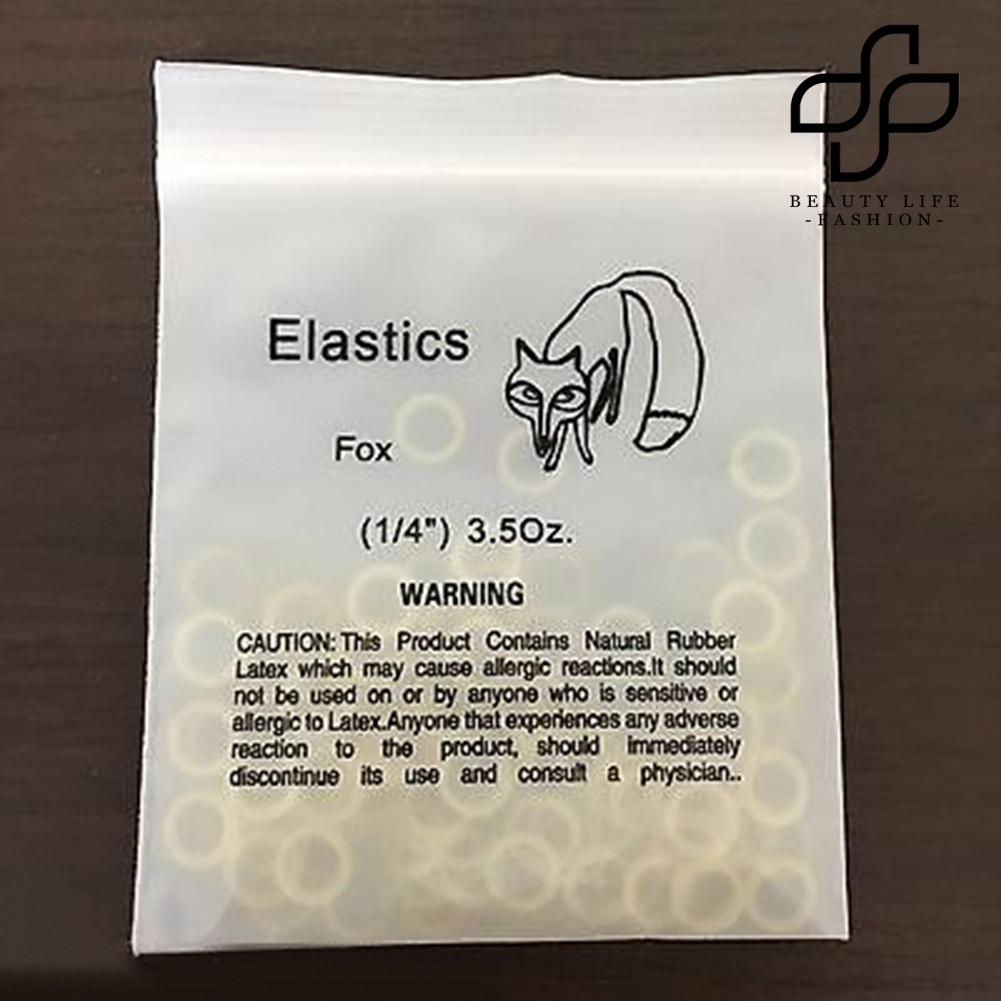 BEAUTY LIFE
-FASHION-
Elastics
Fox
(1/4") 3.5Oz.
WARNING
CAUTION: This Product Contains Natural Rubber
Latex which may cause allergic reactions.It should
not be used on or by anyone who is sensitive or
allergic to Latex.Anyone that experiences any adverse
reaction to the product, should immediately
discontinue its use and consult a physician..